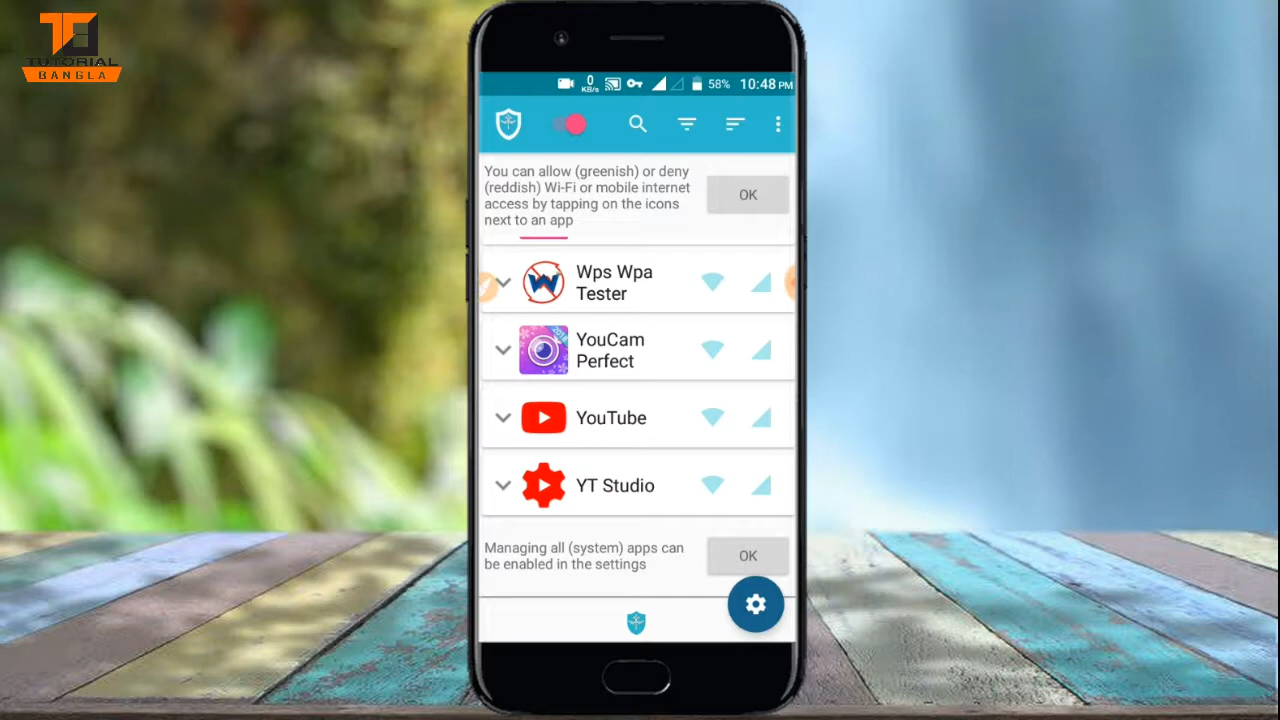 TUTORIAL
BANGLA
0
KB/s
58%
10:48 PM
You can allow (greenish) or deny
(reddish) Wi-Fi or mobile internet
access by tapping on the icons
next to an app
OK
Wps Wpa
Tester
2018
YouCam
Perfect
YouTube
YT Studio
Managing all (system) apps can
be enabled in the settings
OK